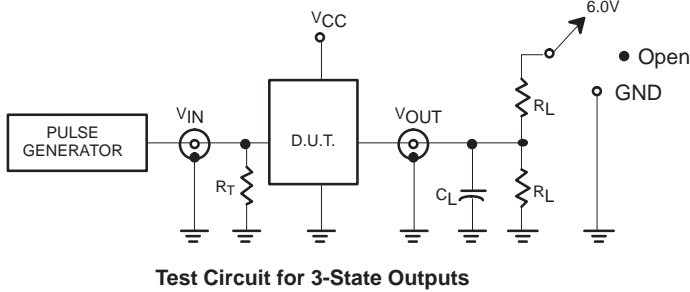 6.0V
VCC
Open
GND
RL
VIN
VOUT
PULSE
GENERATOR
D.U.T.
RT
CL
RL
Test Circuit for 3-State Outputs